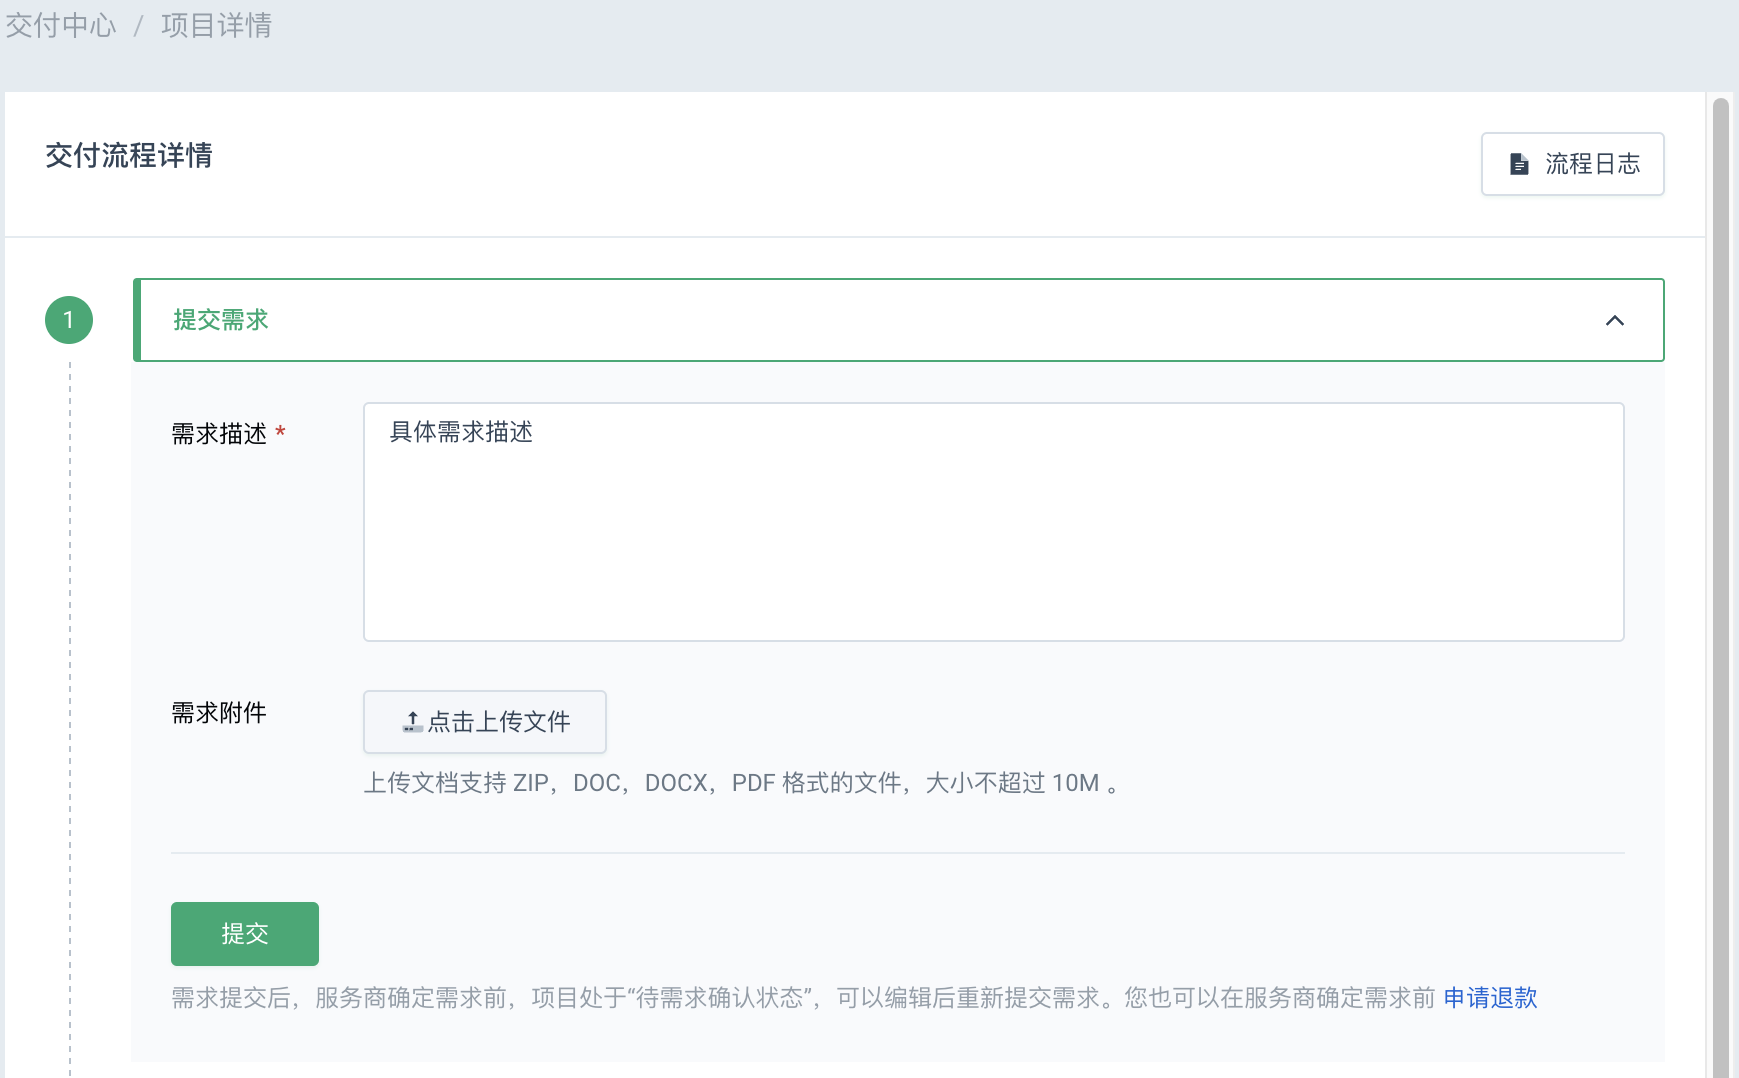 交付中心 / 项目详情
交付流程详情
流程日志
1
提交需求
需求描述 *
具体需求描述
需求附件
点击上传文件
上传文档支持 ZIP，DOC，DOCX，PDF 格式的文件，大小不超过 10M 。
提交
需求提交后，服务商确定需求前，项目处于“待需求确认状态”，可以编辑后重新提交需求。您也可以在服务商确定需求前 申请退款